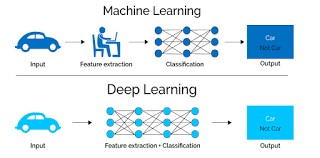 Machine Learning
Car
Not Car
Input
Feature extraction
Classification
Output
Deep Learning
Car
Not Car
Input
Feature extraction + Classification
Output